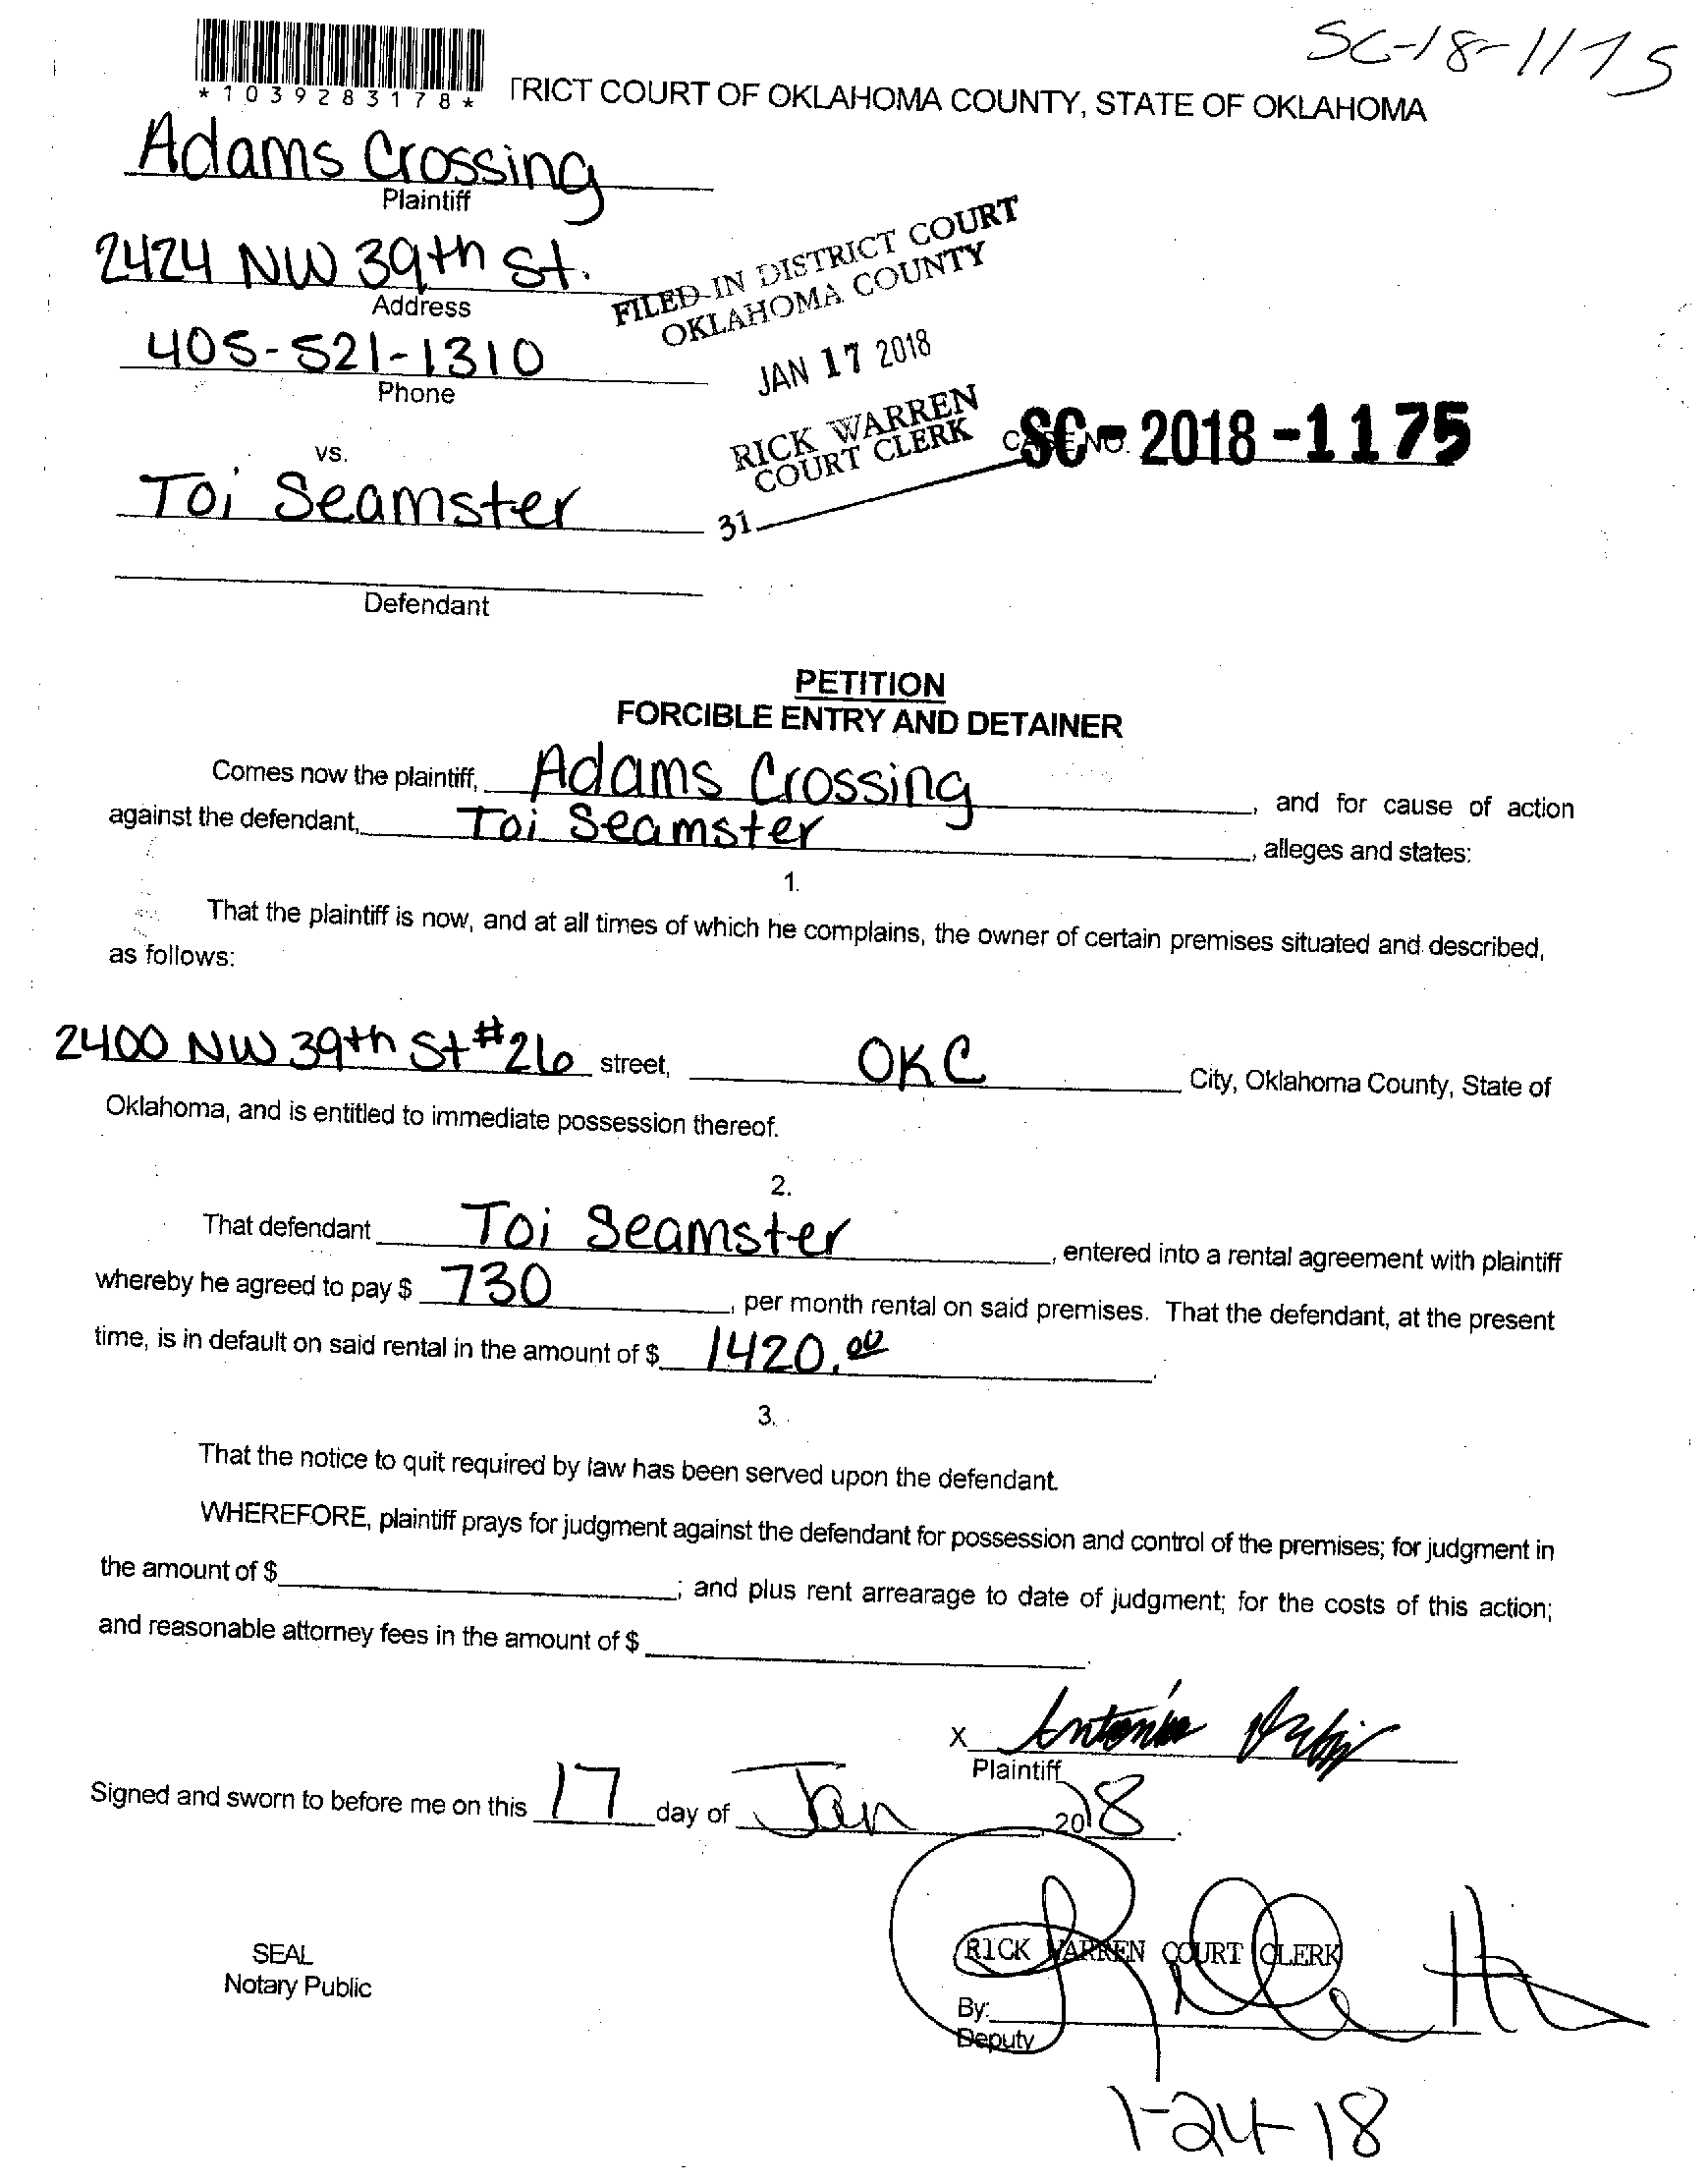 SC-18-1175
*1039283178*
TRICT COURT OF OKLAHOMA COUNTY, STATE OF OKLAHOMA
Adams Crossing
Plaintiff
2424 NW 39th St.
Address
405-521-1310
Phone
FILED IN DISTRICT COURT
OKLAHOMA COUNTY
JAN 17 2018
RICK WARREN
COURT CLERK
31
CASE NO. SC-2018-1175
vs.
Toi Seamster
Defendant
PETITION
FORCIBLE ENTRY AND DETAINER
Comes now the plaintiff, Adams Crossing, and for cause of action
against the defendant, Toi Seamster, alleges and states:
1.
That the plaintiff is now, and at all times of which he complains, the owner of certain premises situated and described,
as follows:
2400 NW 39th St #26 street, OKC City, Oklahoma County, State of
Oklahoma, and is entitled to immediate possession thereof.
2.
That defendant Toi Seamster, entered into a rental agreement with plaintiff
whereby he agreed to pay $ 730, per month rental on said premises. That the defendant, at the present
time, is in default on said rental in the amount of $ 1420.00.
3.
That the notice to quit required by law has been served upon the defendant.
WHEREFORE, plaintiff prays for judgment against the defendant for possession and control of the premises; for judgment in
the amount of $ ; and plus rent arrearage to date of judgment; for the costs of this action;
and reasonable attorney fees in the amount of $ .
X Antonia
Plaintiff
Signed and sworn to before me on this 17 day of Jan, 2018.
SEAL
Notary Public
RICK WARREN COURT CLERK
By:
Deputy
1-24-18